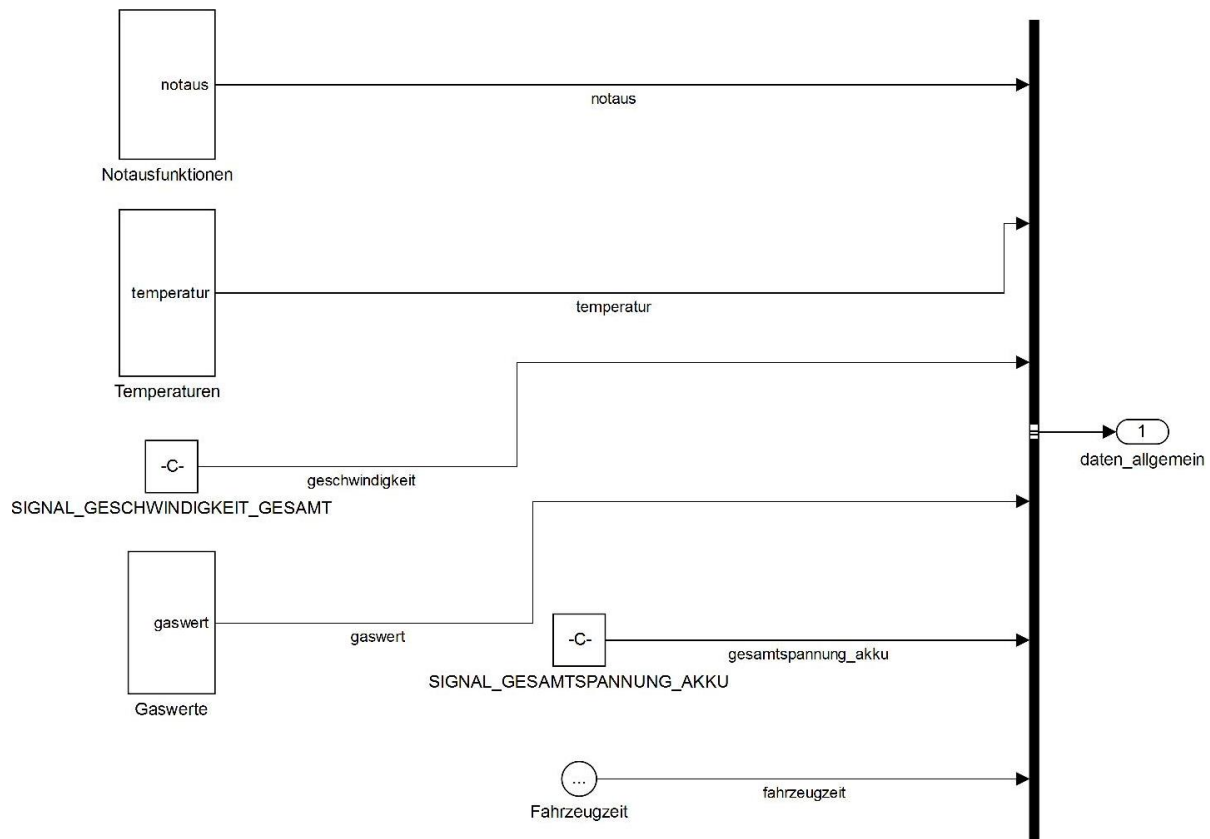 notaus
notaus
Notausfunktionen
temperatur
temperatur
Temperaturen
-C-
geschwindigkeit
SIGNAL_GESCHWINDIGKEIT_GESAMT
1
daten_allgemein
gaswert
gaswert
Gaswerte
-C-
gesamtspannung_akku
SIGNAL_GESAMTSPANNUNG_AKKU
...
fahrzeugzeit
Fahrzeugzeit